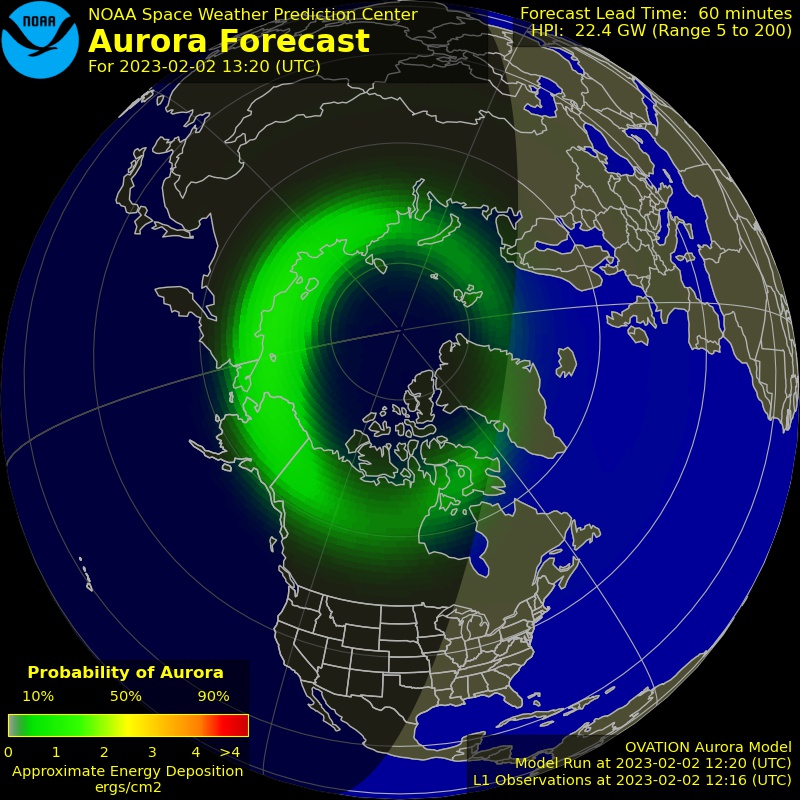 NOAA
NOAA Space Weather Prediction Center
Aurora Forecast
For 2023-02-02 13:20 (UTC)
Forecast Lead Time: 60 minutes
HPI: 22.4 GW (Range 5 to 200)
Probability of Aurora
10% 50% 90%
0 1 2 3 4 >4
Approximate Energy Deposition
ergs/cm2
OVATION Aurora Model
Model Run at 2023-02-02 12:20 (UTC)
L1 Observations at 2023-02-02 12:16 (UTC)